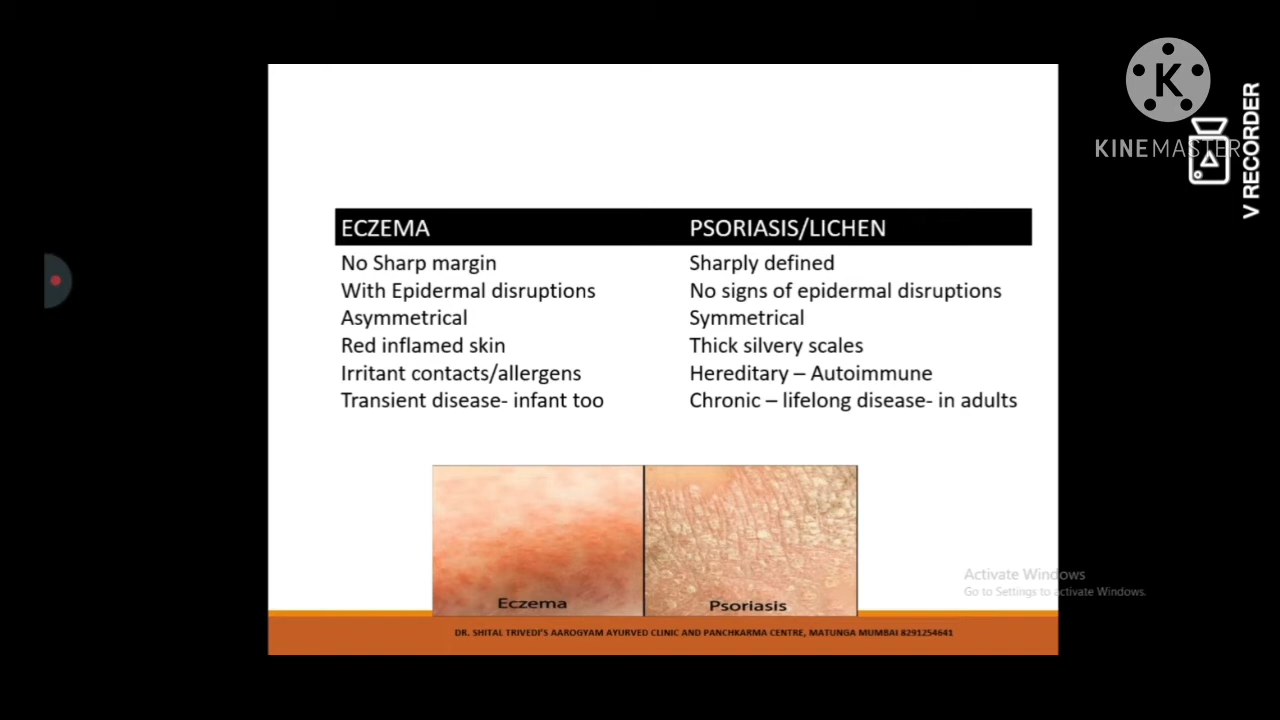 KINEMASTER
V RECORDER
ECZEMA PSORIASIS/LICHEN
No Sharp margin Sharply defined
With Epidermal disruptions No signs of epidermal disruptions
Asymmetrical Symmetrical
Red inflamed skin Thick silvery scales
Irritant contacts/allergens Hereditary – Autoimmune
Transient disease- infant too Chronic – lifelong disease- in adults
Eczema Psoriasis
Activate Windows
Go to Settings to activate Windows.
DR. SHITAL TRIVEDI'S AAROGYAM AYURVED CLINIC AND PANCHKARMA CENTRE, MATUNGA MUMBAI 8291254641